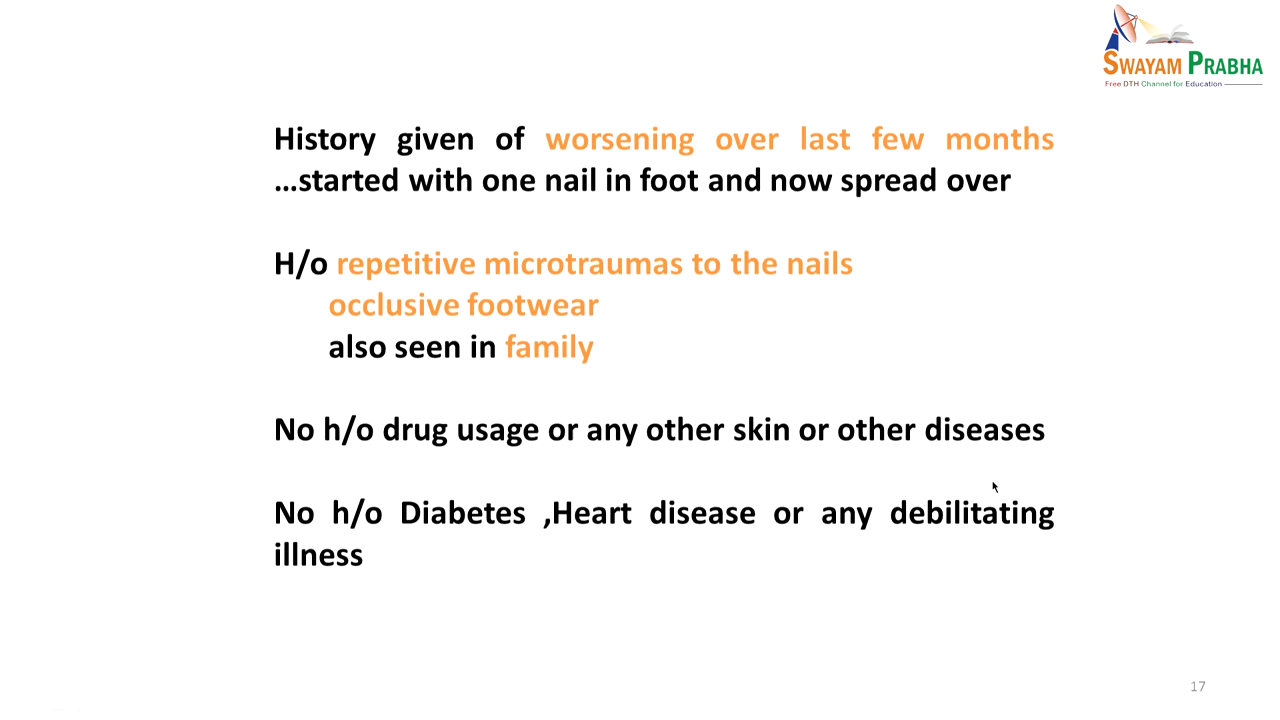 SWAYAM PRABHA
Free DTH Channel for Education
History given of worsening over last few months
...started with one nail in foot and now spread over
H/o repetitive microtraumas to the nails
occlusive footwear
also seen in family
No h/o drug usage or any other skin or other diseases
No h/o Diabetes ,Heart disease or any debilitating
illness
17